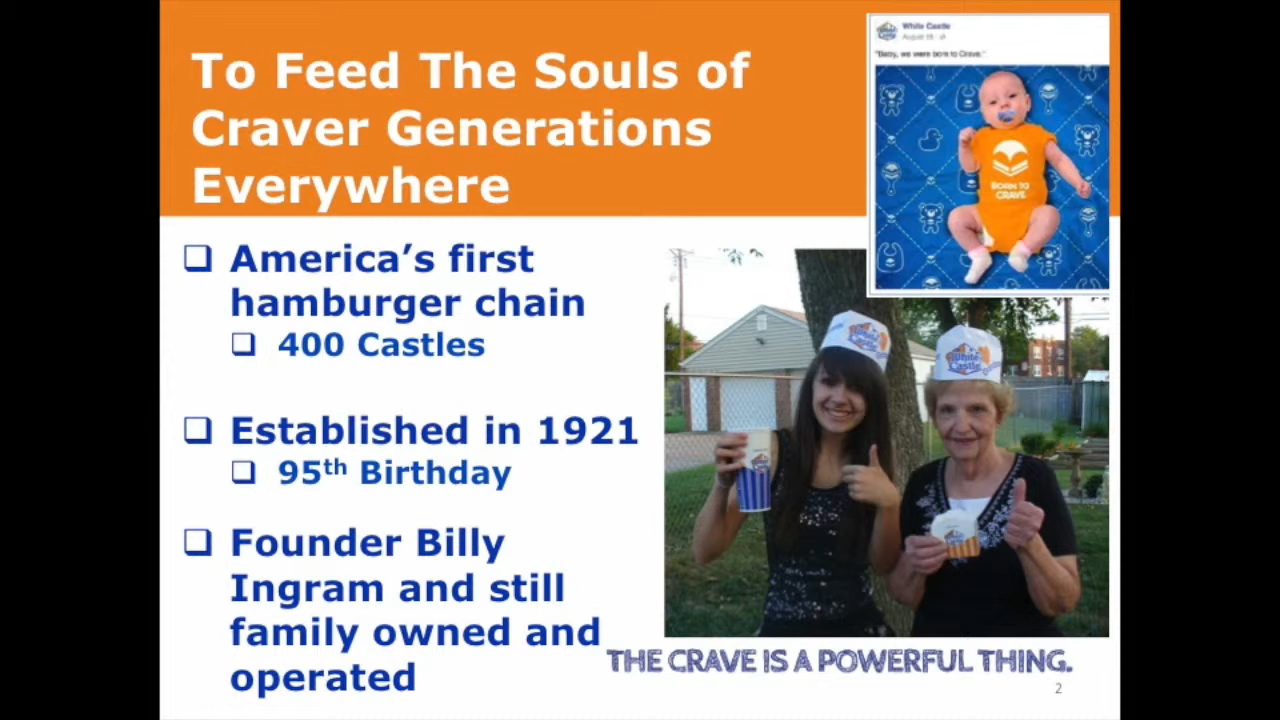 To Feed The Souls of
Craver Generations
Everywhere
White Castle
August 18
"Baby, we were born to Crave."
BORN TO
CRAVE
❑ America's first
hamburger chain
❑ 400 Castles
❑ Established in 1921
❑ 95th Birthday
❑ Founder Billy
Ingram and still
family owned and
operated
White
Castle
THE CRAVE IS A POWERFUL THING.
2